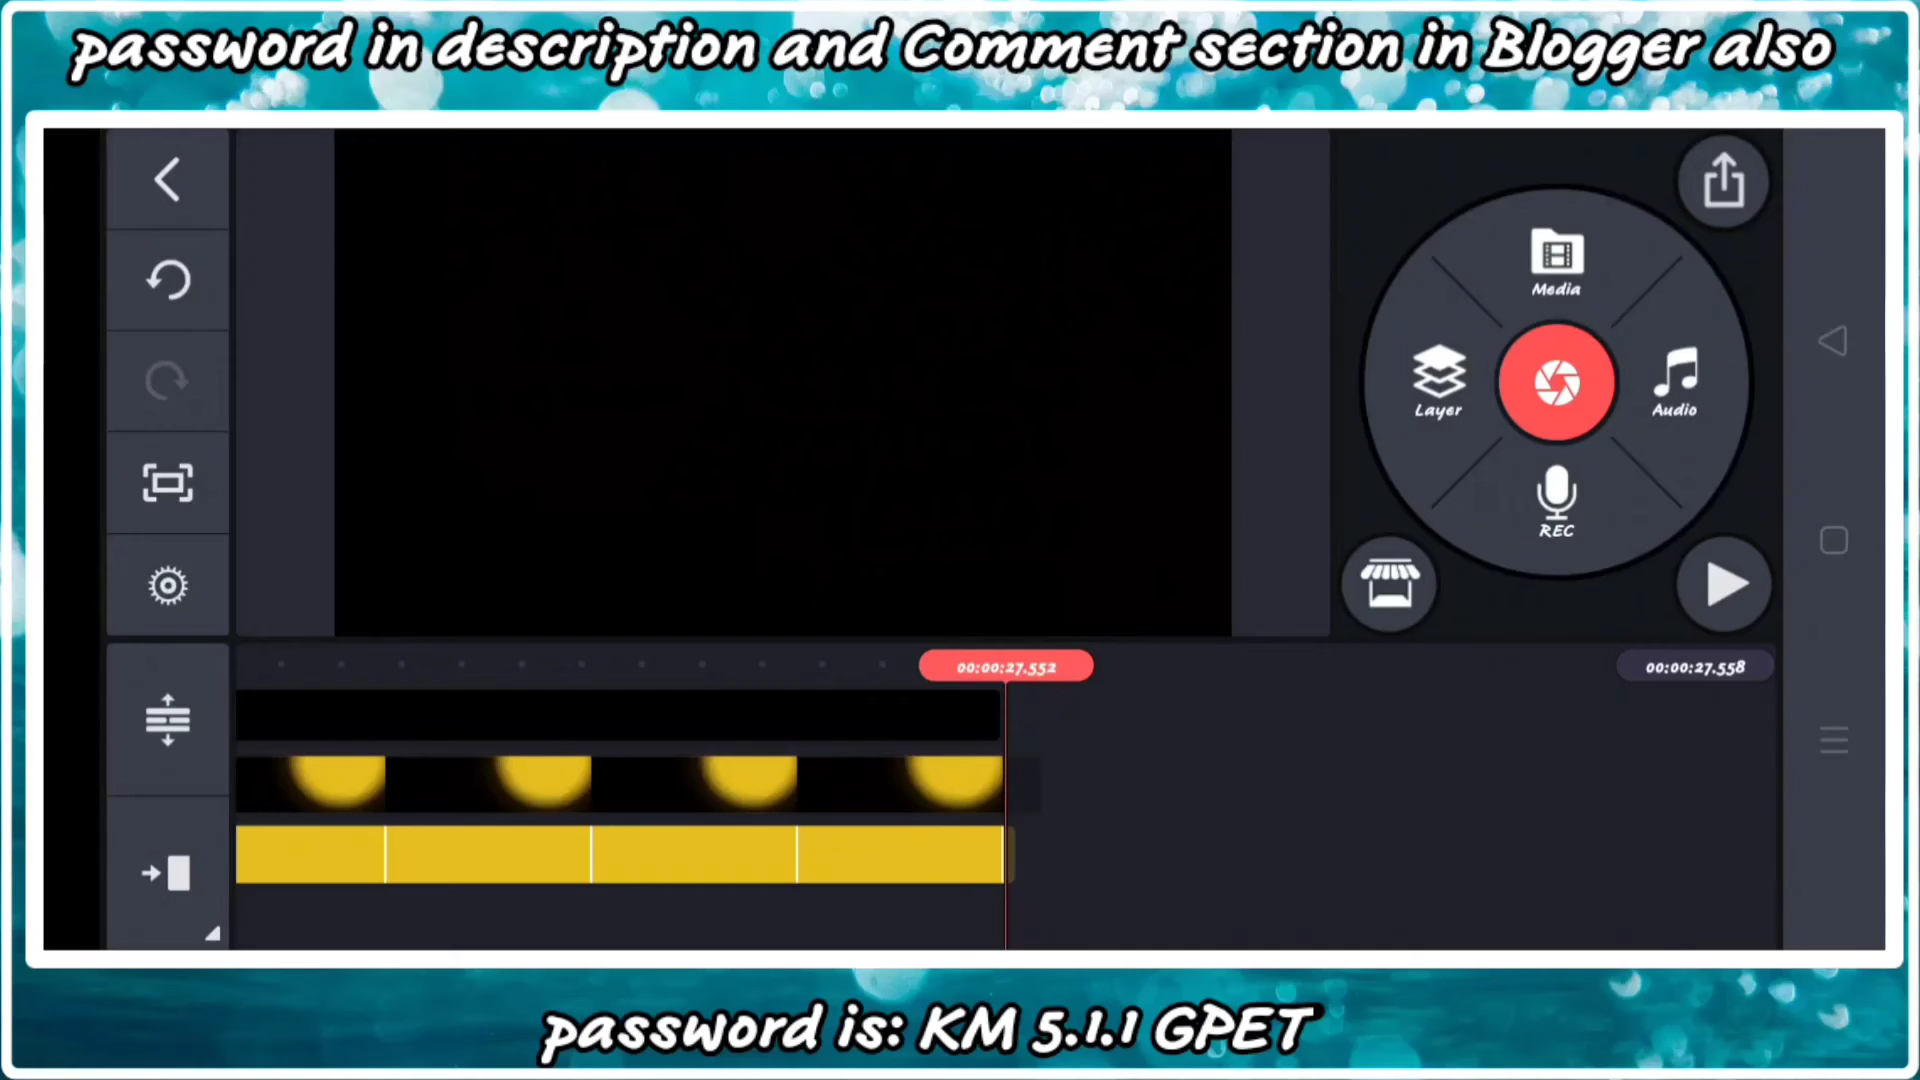 password in description and Comment section in Blogger also
Media
Layer
Audio
REC
00:00:27.552
00:00:27.558
password is: KM 5.1.1 GPET